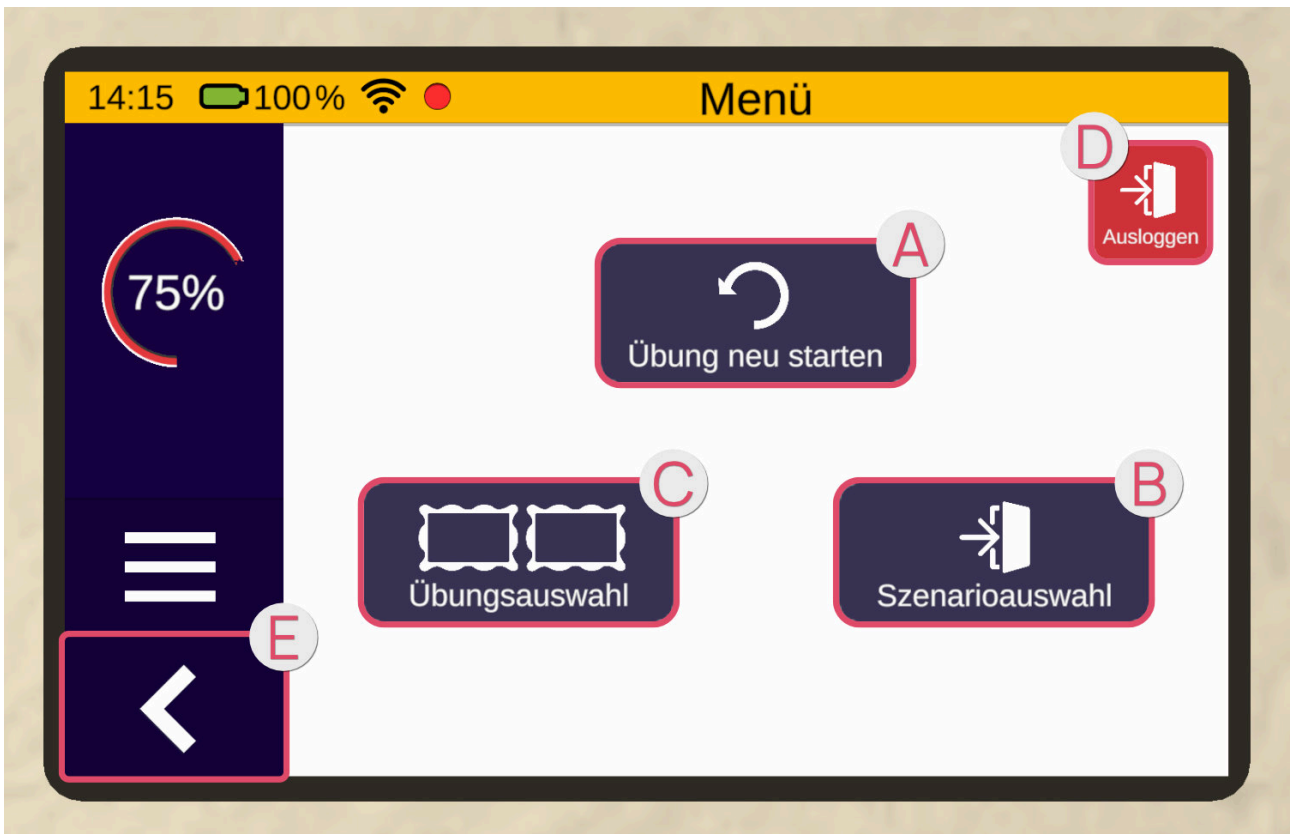 14:15 100% Menü
D
Ausloggen
A
75%
Übung neu starten
C
B
Übungsauswahl
Szenarioauswahl
E